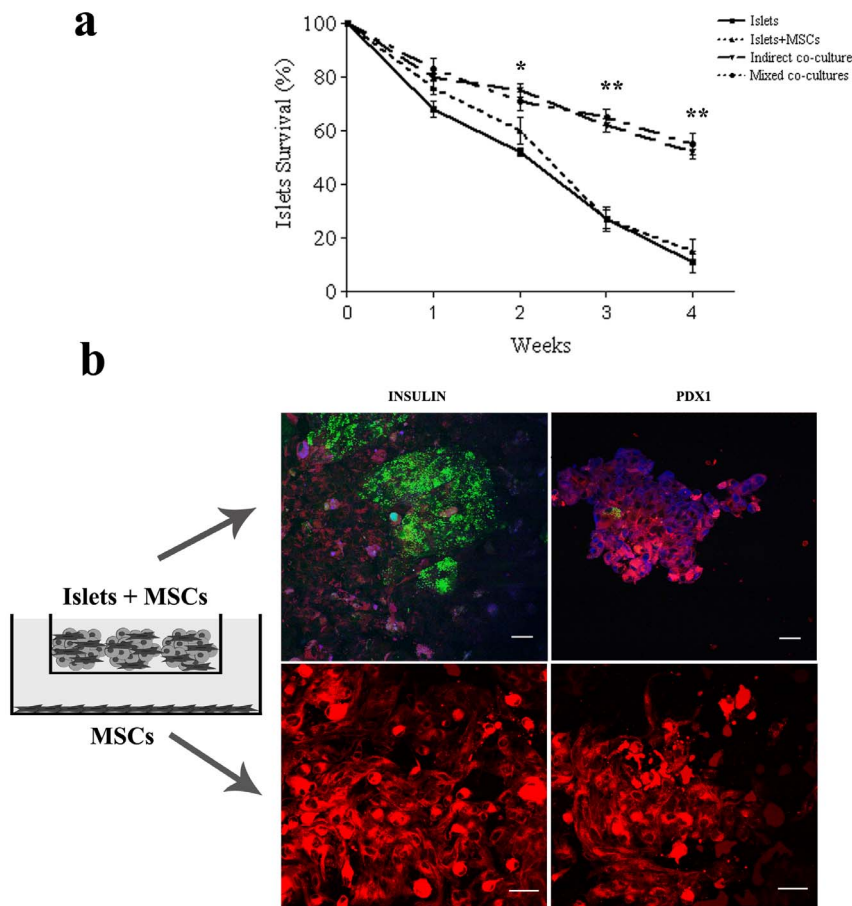 a
Islets
Islets+MSCs
Indirect co-culture
Mixed co-cultures
100
80
60
40
20
0
Islets Survival (%)
*
**
**
0 1 2 3 4
Weeks
b
INSULIN PDX1
Islets + MSCs
MSCs